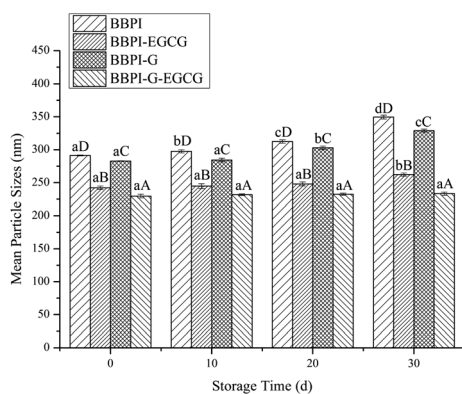 BBPI
BBPI-EGCG
BBPI-G
BBPI-G-EGCG
Mean Particle Sizes (nm)
450
400
350
300
250
200
150
100
50
0
aD aB aC aA
bD aB aC aA
cD aB bC aA
dD bB cC aA
0 10 20 30
Storage Time (d)